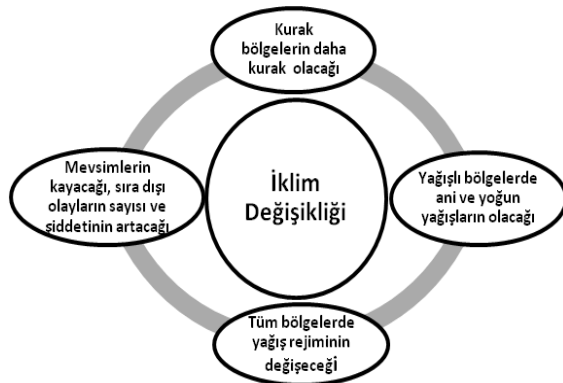 Kurak
bölgelerin daha
kurak olacağı
Mevsimlerin
kayacağı, sıra dışı
olayların sayısı ve
şiddetinin artacağı
İklim
Değişikliği
Yağışlı bölgelerde
ani ve yoğun
yağışların olacağı
Tüm bölgelerde
yağış rejiminin
değişeceği